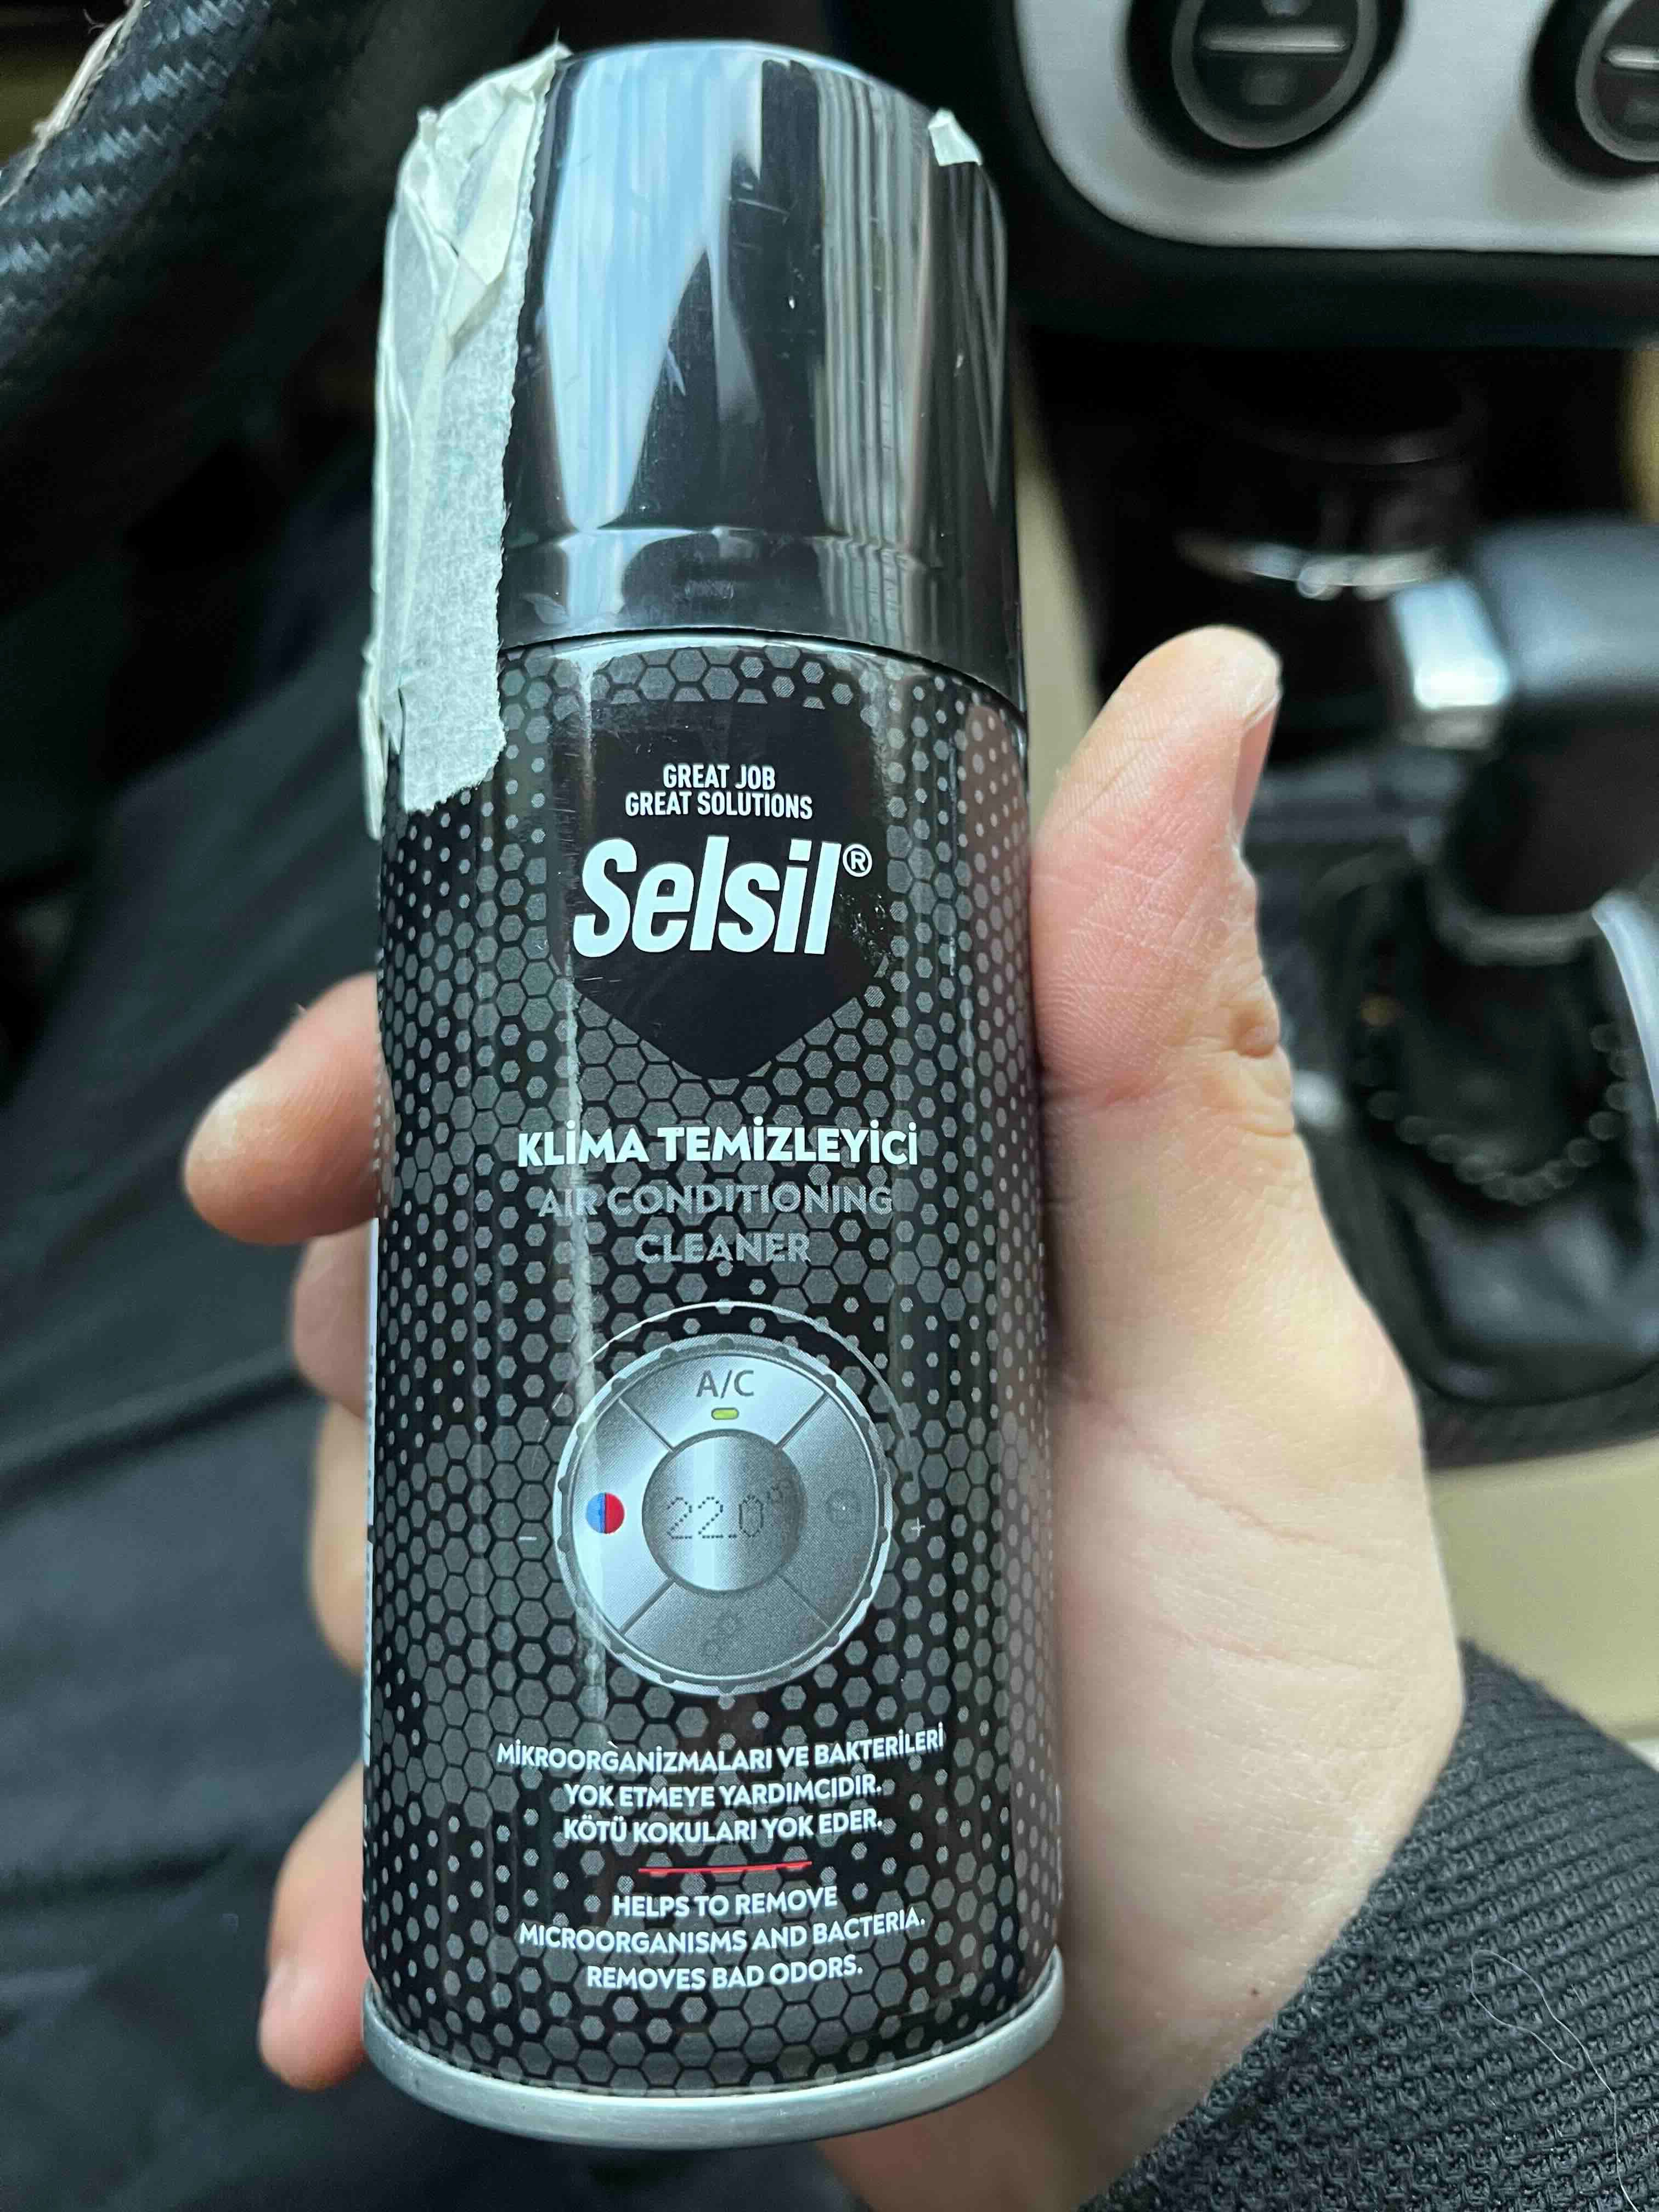 GREAT JOB
GREAT SOLUTIONS
Selsil®
KLİMA TEMİZLEYİCİ
AIR CONDITIONING
CLEANER
A/C
22.0°
- +
MİKROORGANİZMALARI VE BAKTERİLERİ
YOK ETMEYE YARDIMCIDIR.
KÖTÜ KOKULARI YOK EDER.
HELPS TO REMOVE
MICROORGANISMS AND BACTERIA.
REMOVES BAD ODORS.